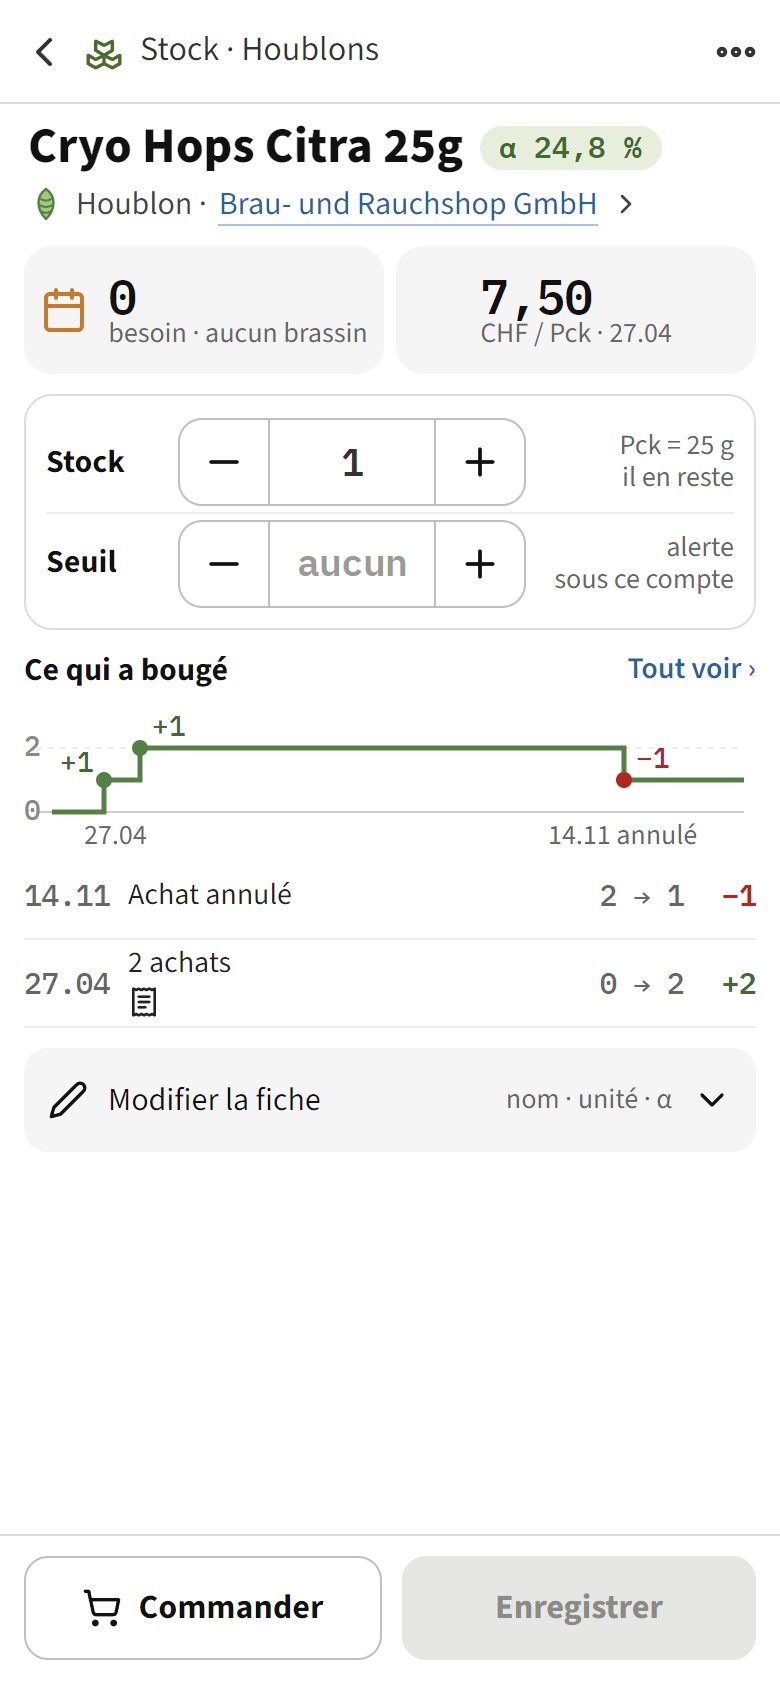 Stock · Houblons
Cryo Hops Citra 25g
α 24,8 %
Houblon · Brau- und Rauchshop GmbH
0
besoin · aucun brassin
7,50
CHF / Pck · 27.04
Stock
1
Pck = 25 g
il en reste
Seuil
aucun
alerte
sous ce compte
Ce qui a bougé
Tout voir ›
2
+1
+1
−1
0
27.04
14.11 annulé
14.11 Achat annulé 2 → 1 −1
27.04 2 achats 0 → 2 +2
Modifier la fiche
nom · unité · α
Commander
Enregistrer